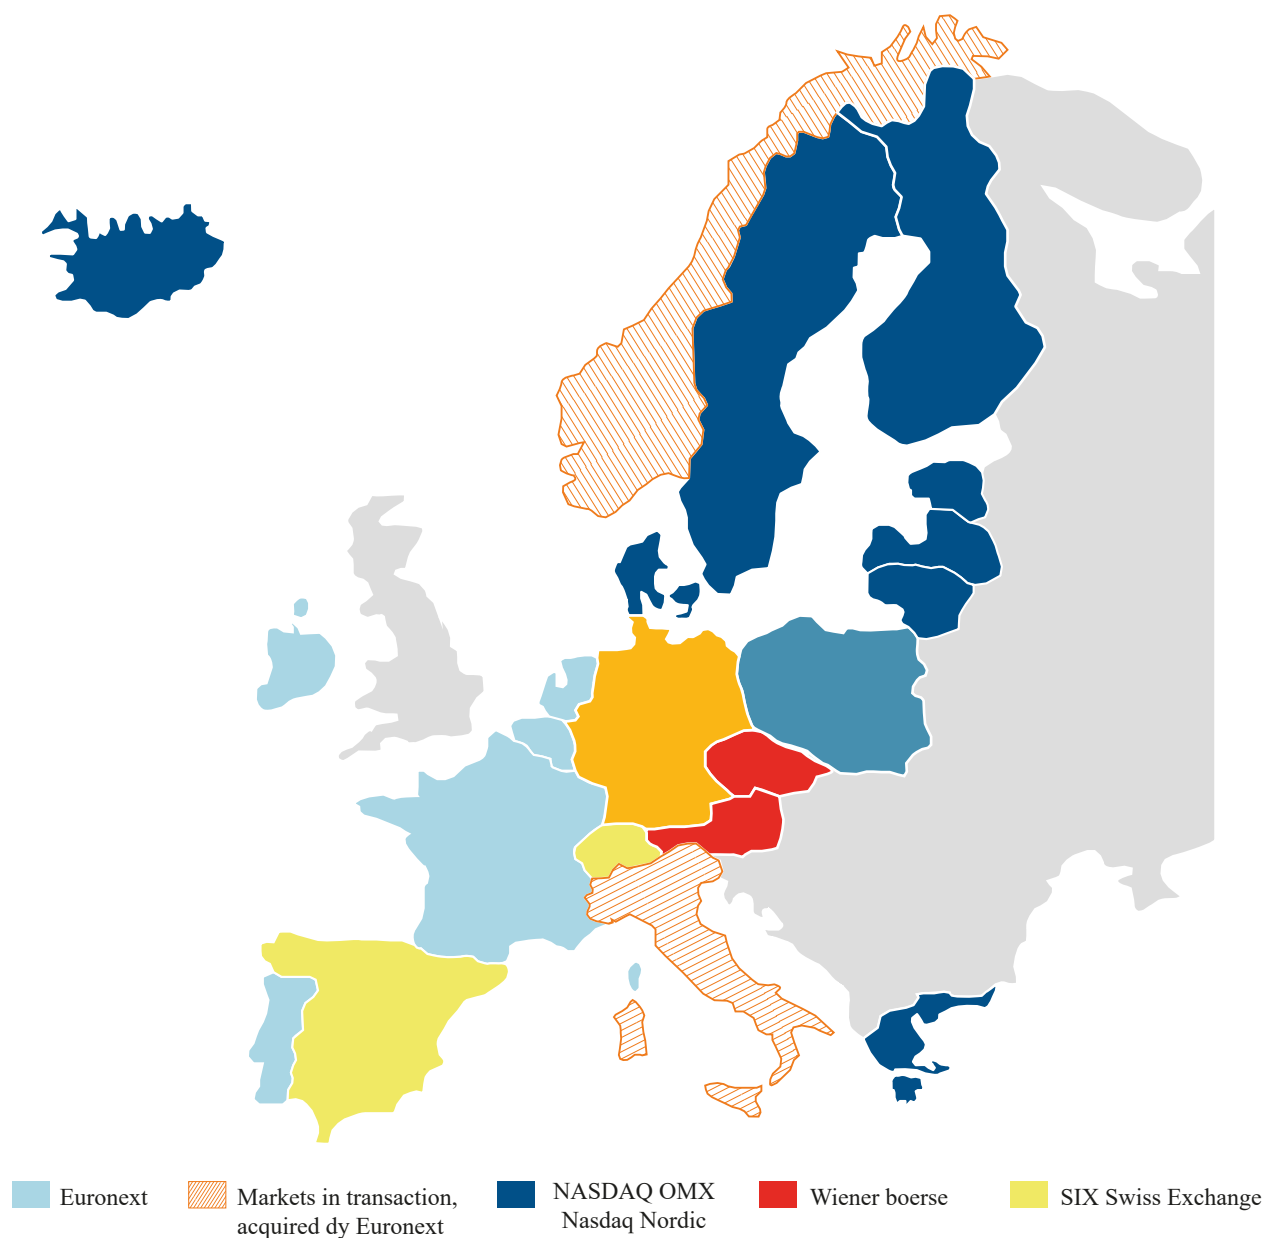 Euronext
Markets in transaction,
acquired dy Euronext
NASDAQ OMX
Nasdaq Nordic
Wiener boerse
SIX Swiss Exchange